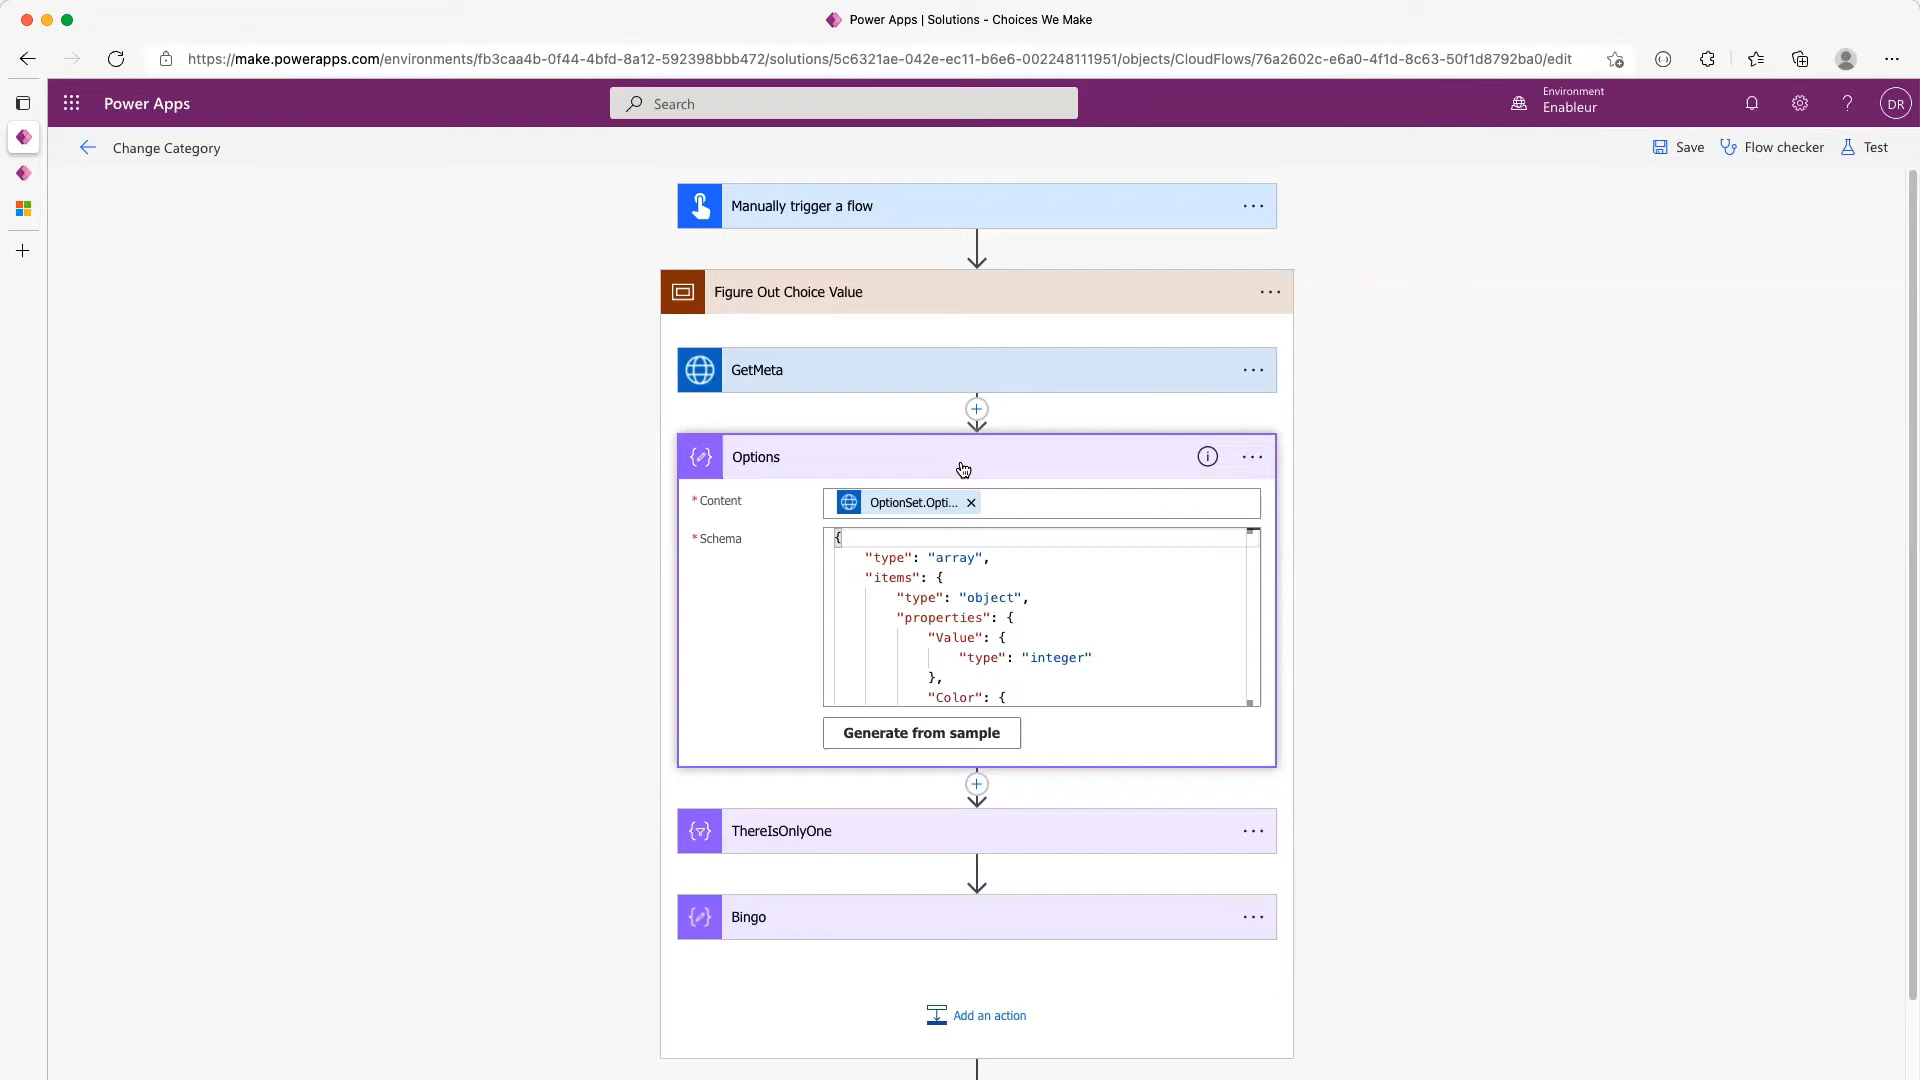 Power Apps | Solutions - Choices We Make
https://make.powerapps.com/environments/fb3caa4b-0f44-4bfd-8a12-592398bbb472/solutions/5c6321ae-042e-ec11-b6e6-002248111951/objects/CloudFlows/76a2602c-e6a0-4f1d-8c63-50f1d8792ba0/edit
Power Apps
Search
Environment
Enableur
?
DR
Change Category
Save
Flow checker
Test
Manually trigger a flow
Figure Out Choice Value
GetMeta
Options
* Content
OptionSet.Opti...
* Schema
{
"type": "array",
"items": {
"type": "object",
"properties": {
"Value": {
"type": "integer"
},
"Color": {
Generate from sample
ThereIsOnlyOne
Bingo
Add an action